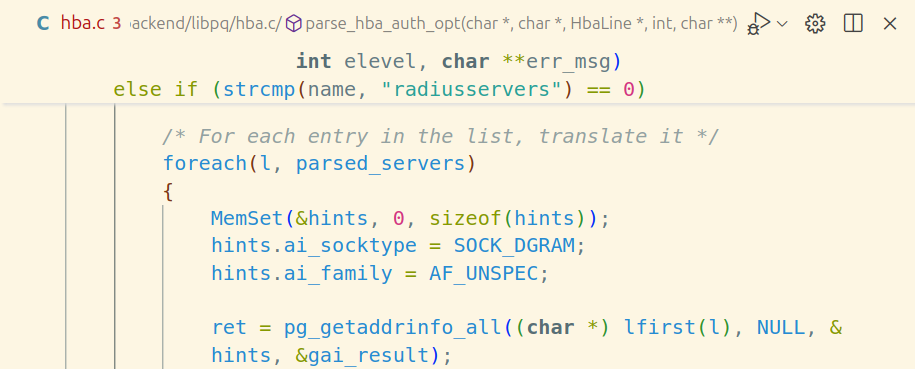 C hba.c 3 ackend/libpq/hba.c/ parse_hba_auth_opt(char *, char *, HbaLine *, int, char **)
int elevel, char **err_msg)
else if (strcmp(name, "radiusservers") == 0)
/* For each entry in the list, translate it */
foreach(l, parsed_servers)
{
MemSet(&hints, 0, sizeof(hints));
hints.ai_socktype = SOCK_DGRAM;
hints.ai_family = AF_UNSPEC;
ret = pg_getaddrinfo_all((char *) lfirst(l), NULL, &
hints, &gai_result);